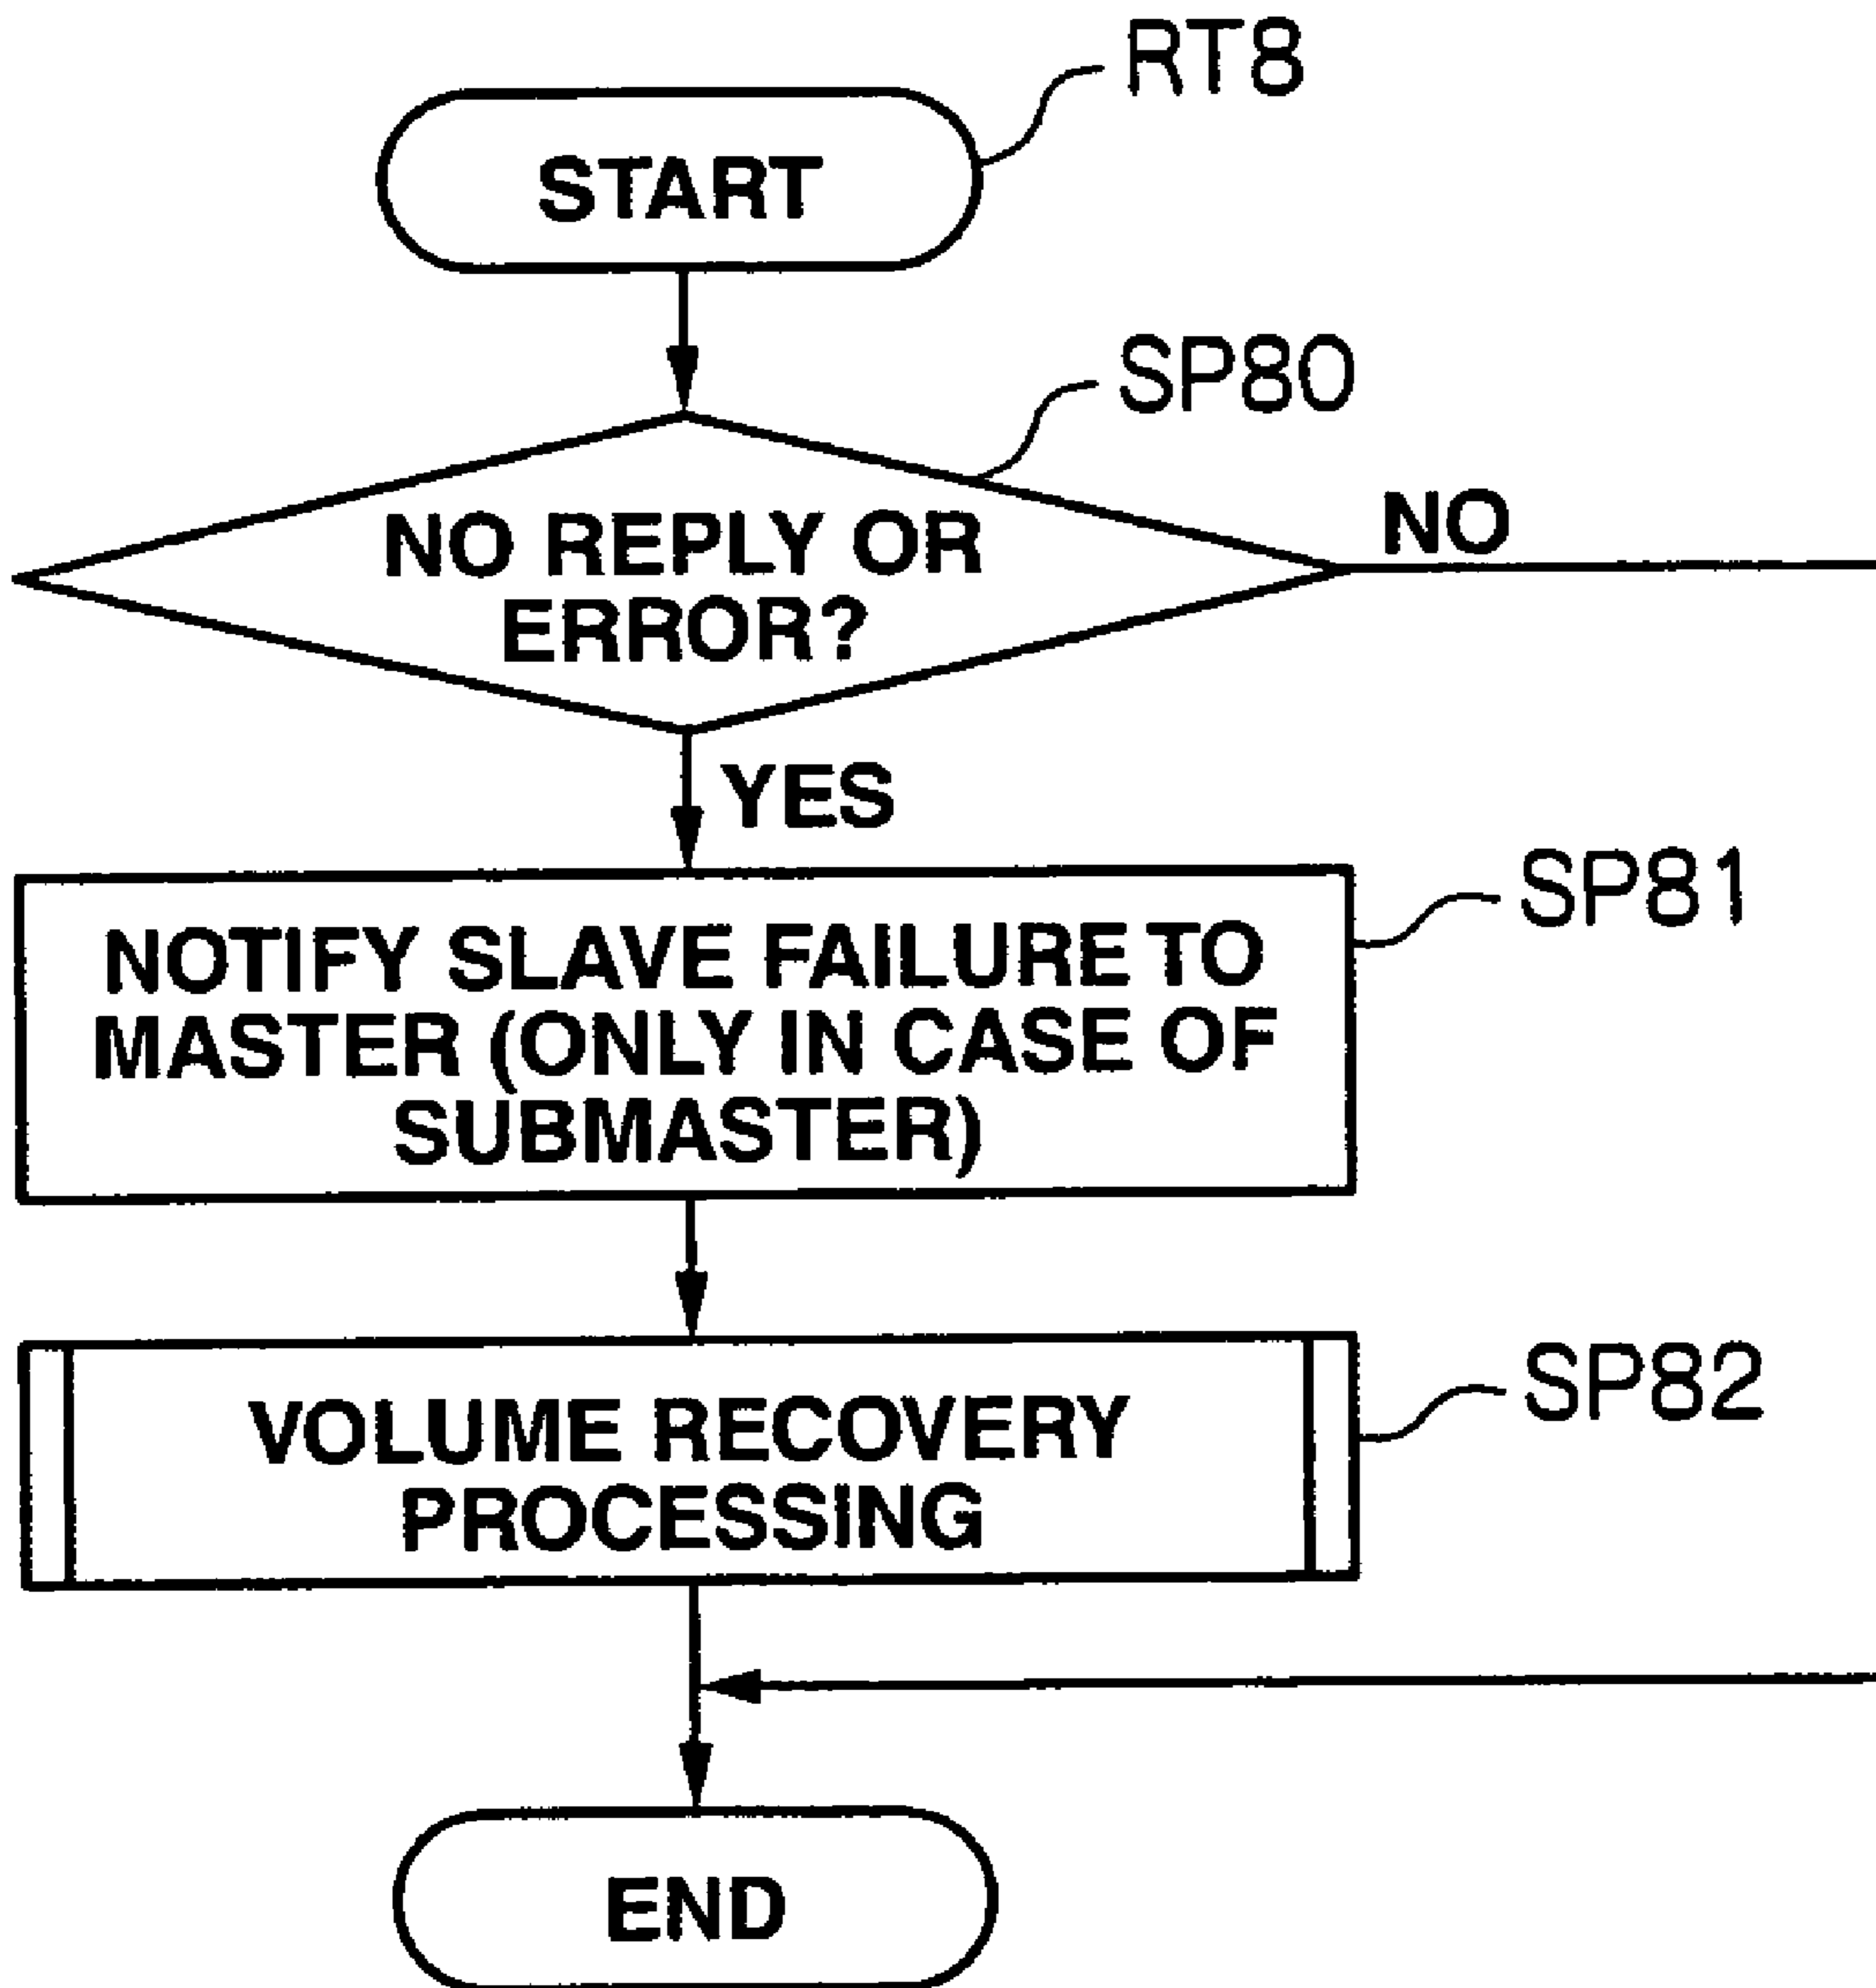 RT8
START
SP80
NO REPLY OR
ERROR?
NO
YES
SP81
NOTIFY SLAVE FAILURE TO
MASTER (ONLY IN CASE OF
SUBMASTER)
SP82
VOLUME RECOVERY
PROCESSING
END